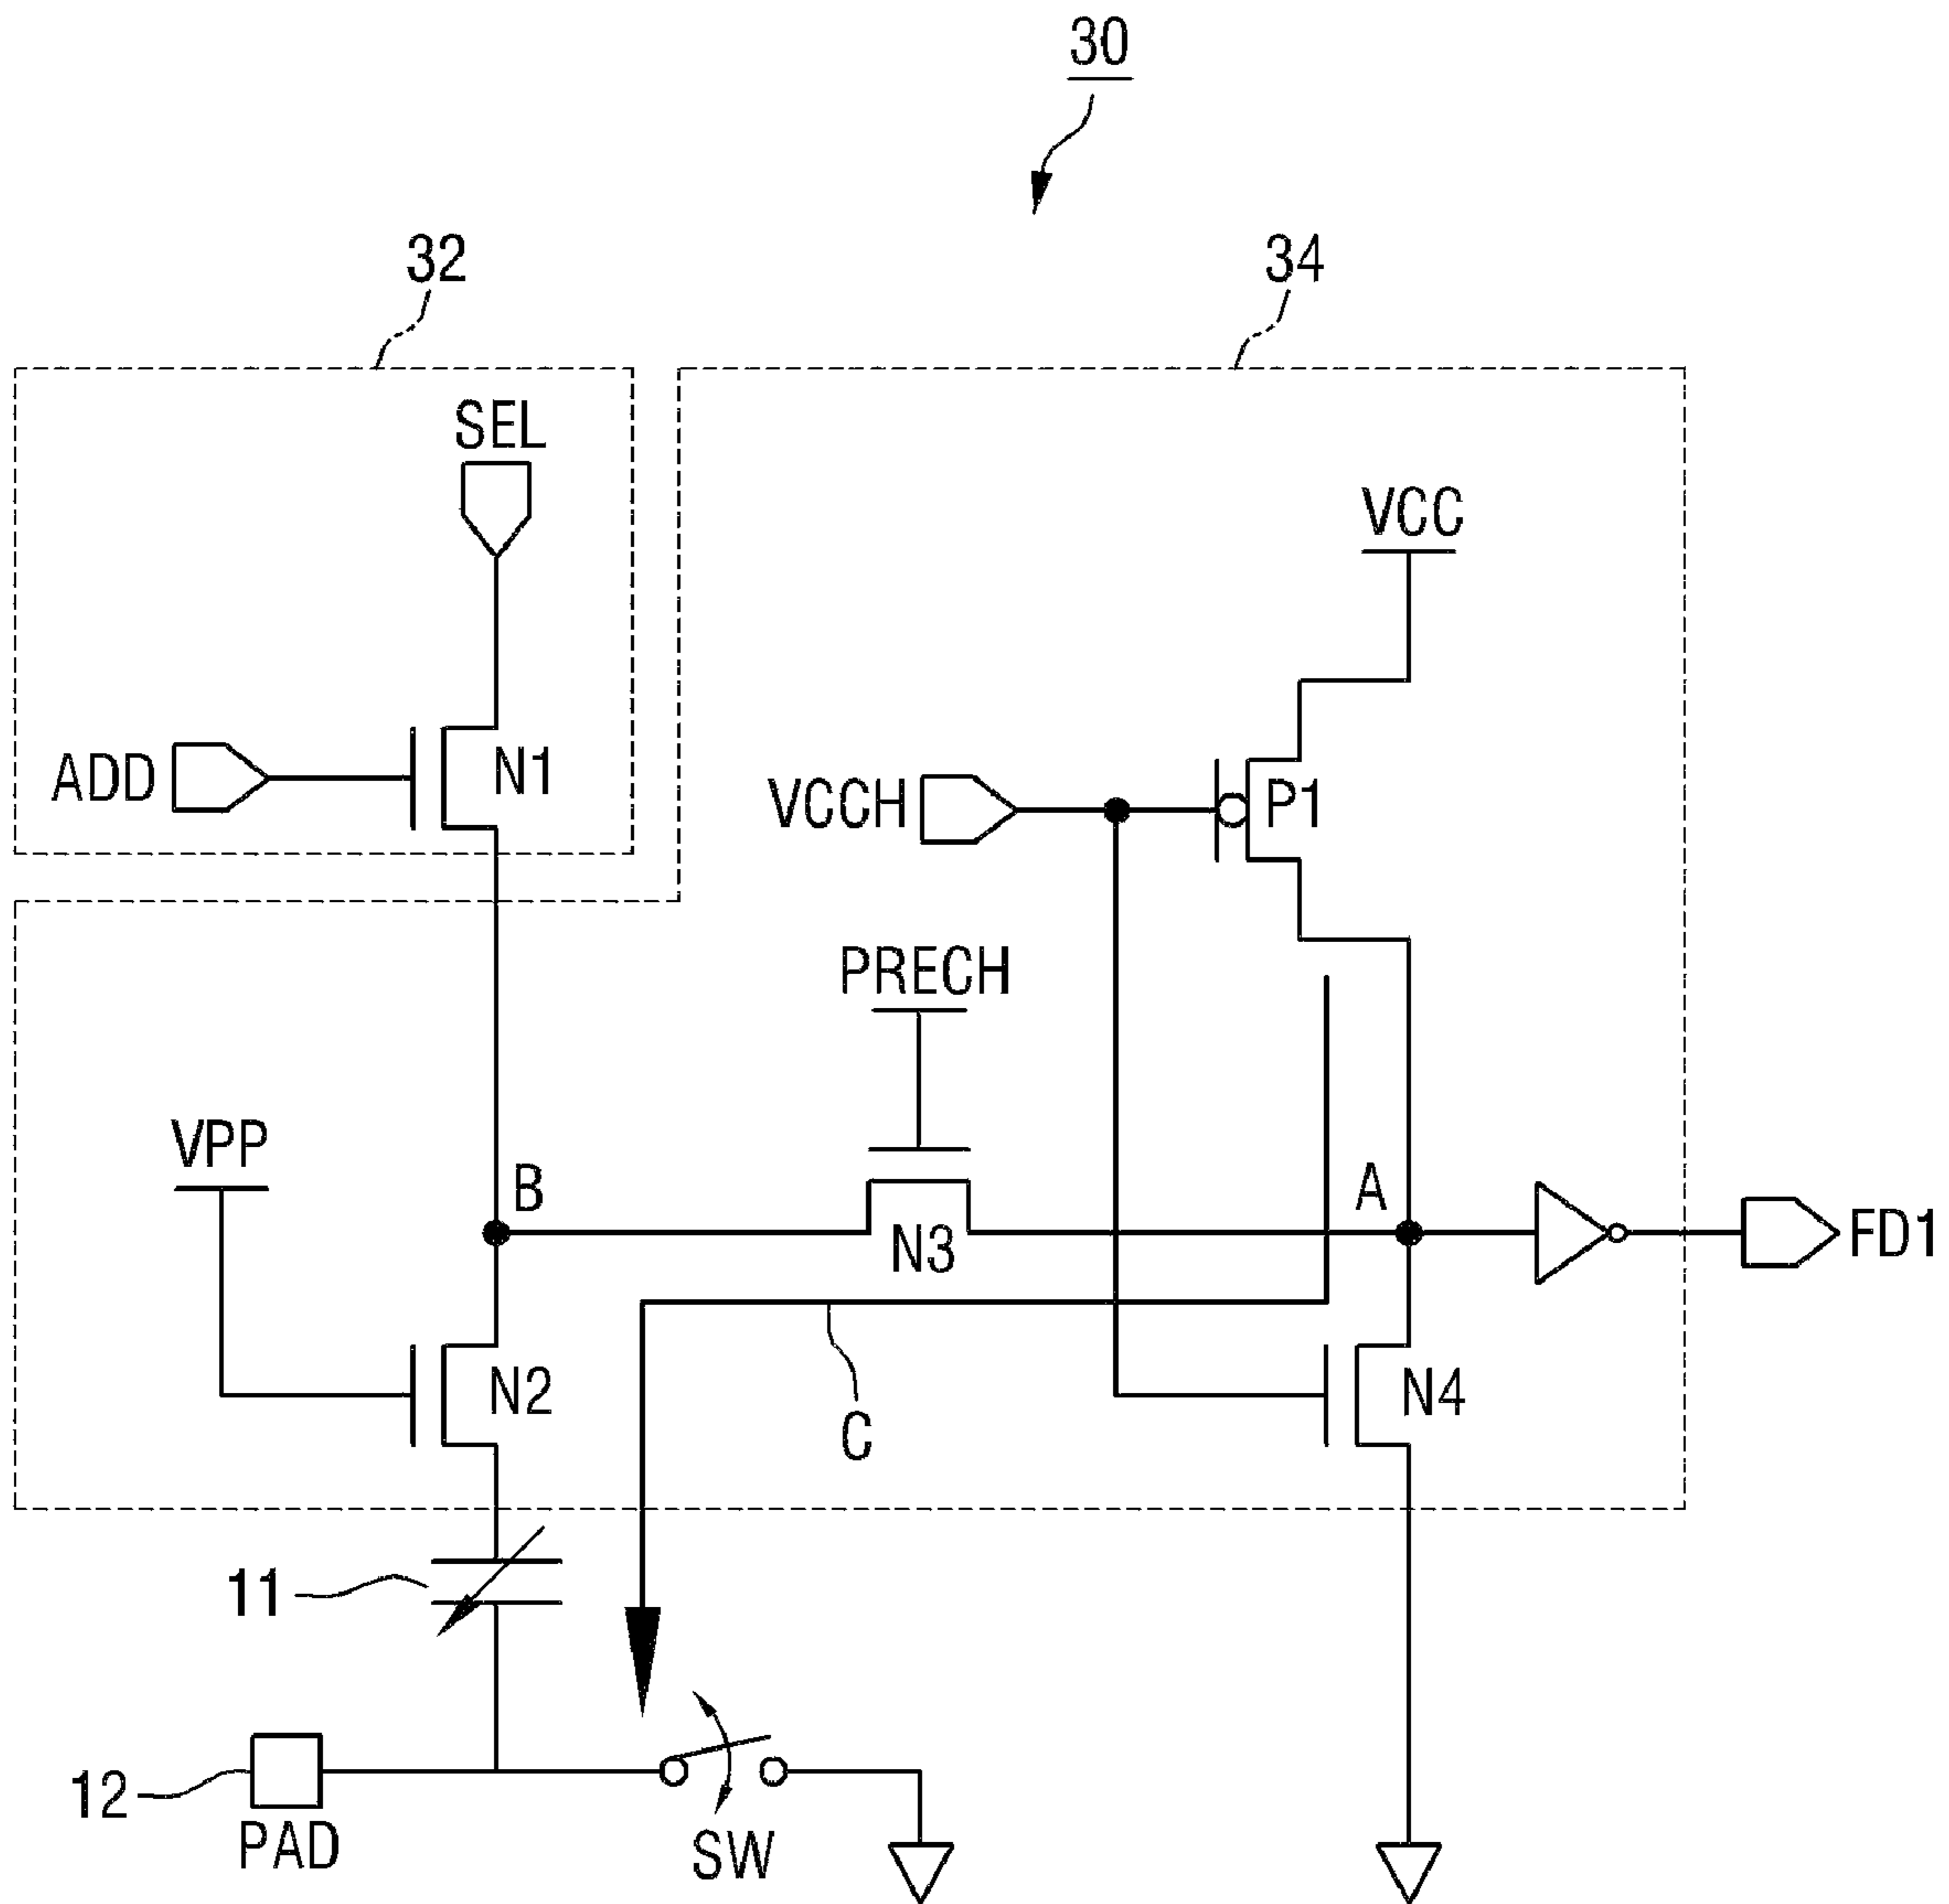 30
32
34
SEL
VCC
ADD
N1
VCCH
P1
PRECH
VPP
B
A
N3
FD1
N2
N4
C
11
12
PAD
SW